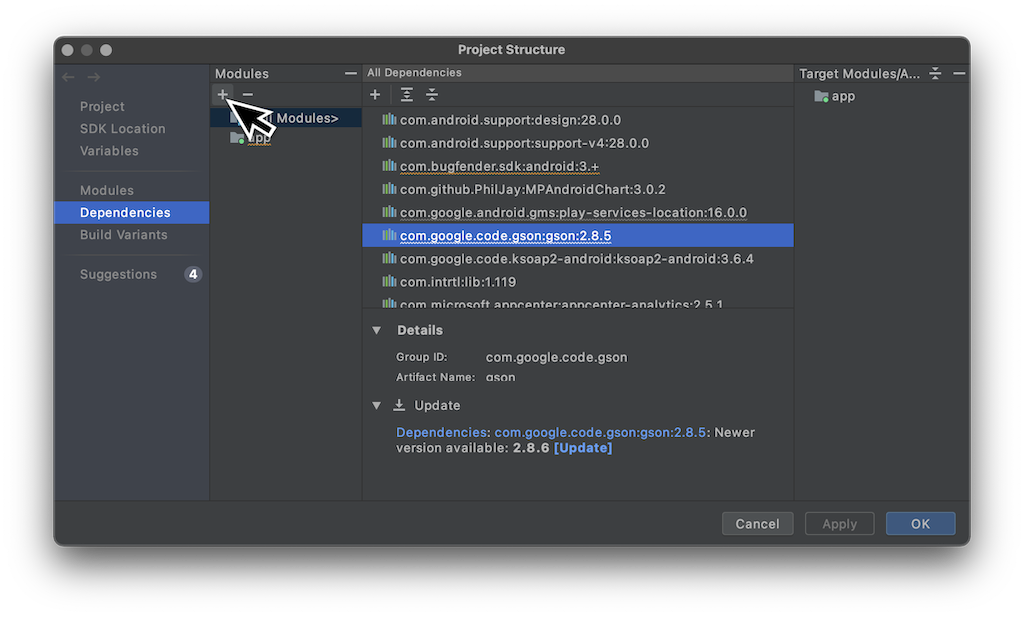 Project Structure
Project
SDK Location
Variables
Modules
Dependencies
Build Variants
Suggestions 4
Modules
Modules>
app
All Dependencies
com.android.support:design:28.0.0
com.android.support:support-v4:28.0.0
com.bugfender.sdk:android:3.+
com.github.PhilJay:MPAndroidChart:3.0.2
com.google.android.gms:play-services-location:16.0.0
com.google.code.gson:gson:2.8.5
com.google.code.ksoap2-android:ksoap2-android:3.6.4
com.intrtl:lib:1.119
com.microsoft.appcenter:appcenter-analytics:2.5.1
Details
Group ID: com.google.code.gson
Artifact Name: gson
Update
Dependencies: com.google.code.gson:gson:2.8.5: Newer
version available: 2.8.6 [Update]
Target Modules/A...
app
Cancel
Apply
OK